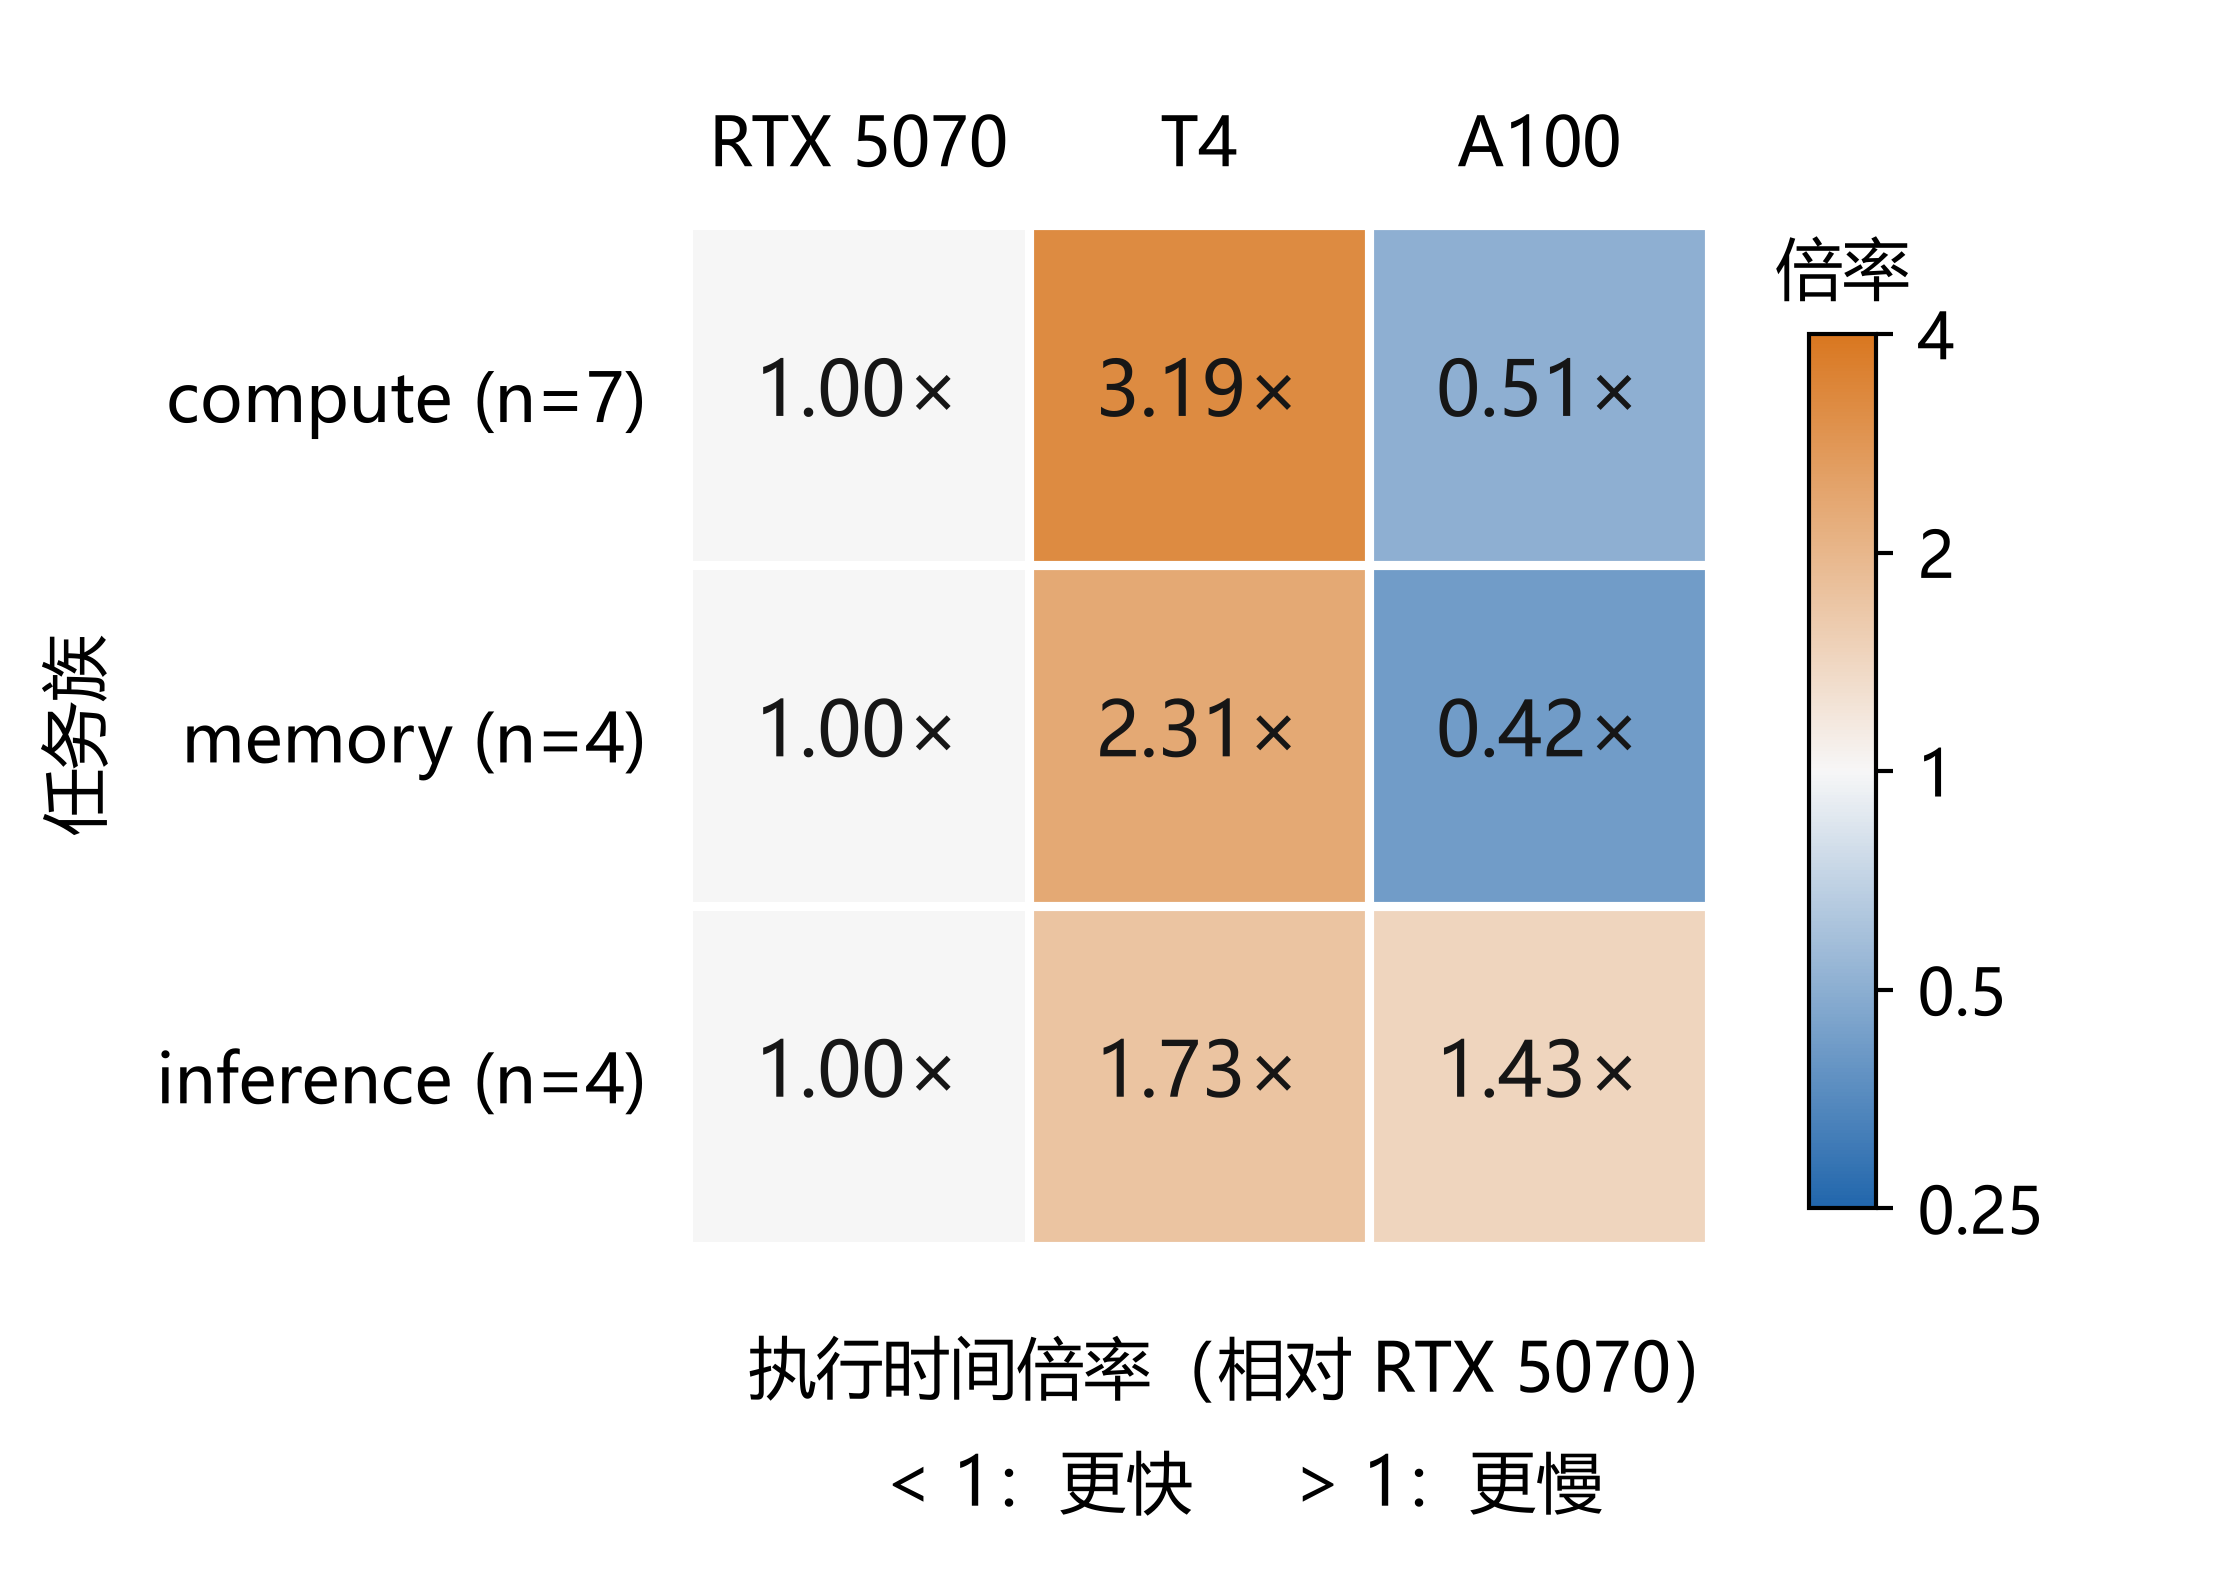 RTX 5070 T4 A100
倍率
4
compute (n=7) 1.00× 3.19× 0.51×
2
任务族
memory (n=4) 1.00× 2.31× 0.42×
1
0.5
inference (n=4) 1.00× 1.73× 1.43×
0.25
执行时间倍率（相对 RTX 5070）
< 1：更快 > 1：更慢